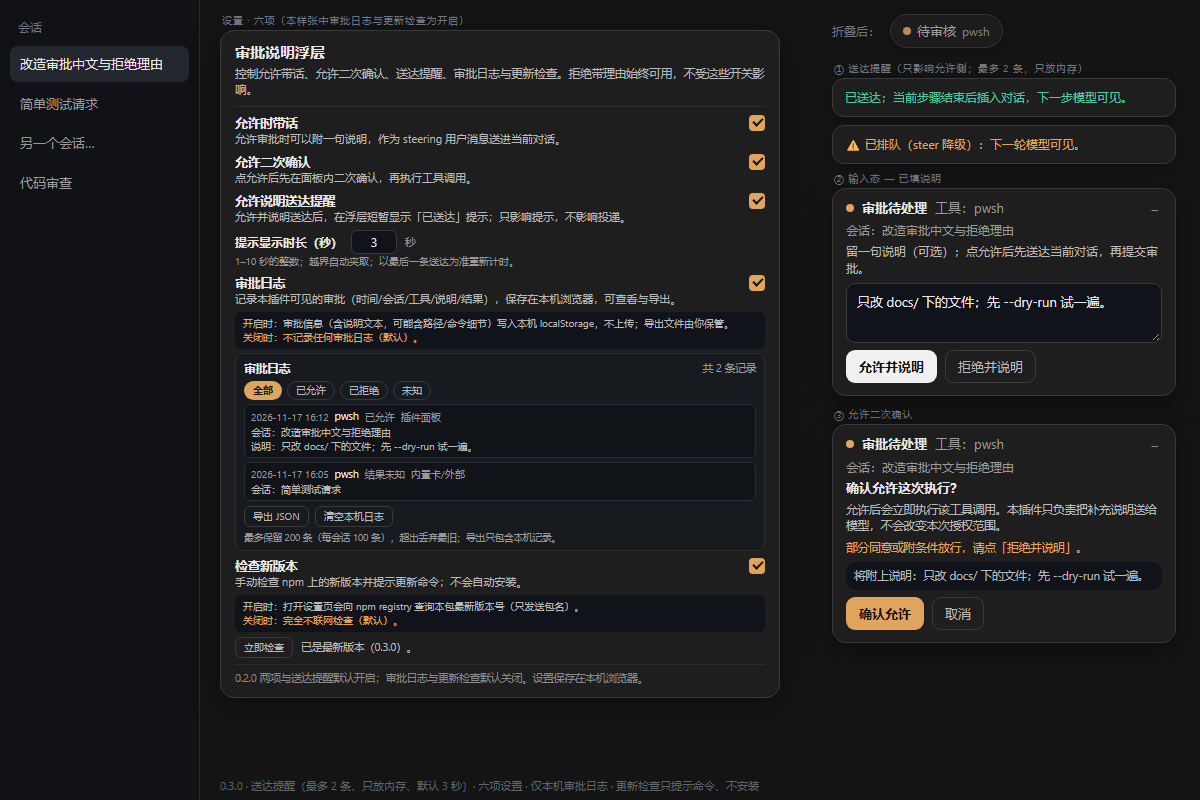 会话
改造审批中文与拒绝理由
简单测试请求
另一个会话...
代码审查
设置 · 六项（本样张中审批日志与更新检查为开启）
审批说明浮层
控制允许带话、允许二次确认、送达提醒、审批日志与更新检查。拒绝带理由始终可用，不受这些开关影
响。
允许时带话
允许审批时可以附一句说明，作为 steering 用户消息送进当前对话。
允许二次确认
点允许后先在面板内二次确认，再执行工具调用。
允许说明送达提醒
允许并说明送达后，在浮层短暂显示「已送达」提示；只影响提示，不影响投递。
提示显示时长（秒） 3 秒
1–10 秒的整数；越界自动夹取；以最后一条送达为准重新计时。
审批日志
记录本插件可见的审批（时间/会话/工具/说明/结果），保存在本机浏览器，可查看与导出。
开启时：审批信息（含说明文本，可能含路径/命令细节）写入本机 localStorage，不上传；导出文件由你保管。
关闭时：不记录任何审批日志（默认）。
审批日志 共 2 条记录
全部 已允许 已拒绝 未知
2026-11-17 16:12 pwsh 已允许 插件面板
会话：改造审批中文与拒绝理由
说明：只改 docs/ 下的文件；先 --dry-run 试一遍。
2026-11-17 16:05 pwsh 结果未知 内置卡/外部
会话：简单测试请求
导出 JSON 清空本机日志
最多保留 200 条（每会话 100 条），超出丢弃最旧；导出只包含本机记录。
检查新版本
手动检查 npm 上的新版本并提示更新命令；不会自动安装。
开启时：打开设置页会向 npm registry 查询本包最新版本号（只发送包名）。
关闭时：完全不联网检查（默认）。
立即检查 已是最新版本（0.3.0）。
0.2.0 两项与送达提醒默认开启；审批日志与更新检查默认关闭。设置保存在本机浏览器。
0.3.0 · 送达提醒（最多 2 条、只放内存、默认 3 秒）· 六项设置 · 仅本机审批日志 · 更新检查只提示命令、不安装
折叠后： 待审核 pwsh
① 送达提醒（只影响允许侧；最多 2 条，只放内存）
已送达；当前步骤结束后插入对话，下一步模型可见。
已排队（steer 降级）：下一轮模型可见。
② 输入态 — 已填说明
审批待处理 工具：pwsh –
会话：改造审批中文与拒绝理由
留一句说明（可选）；点允许后先送达当前对话，再提交审
批。
只改 docs/ 下的文件；先 --dry-run 试一遍。
允许并说明 拒绝并说明
③ 允许二次确认
审批待处理 工具：pwsh –
会话：改造审批中文与拒绝理由
确认允许这次执行？
允许后会立即执行该工具调用。本插件只负责把补充说明送给
模型，不会改变本次授权范围。
部分同意或附条件放行，请点「拒绝并说明」。
将附上说明：只改 docs/ 下的文件；先 --dry-run 试一遍。
确认允许 取消